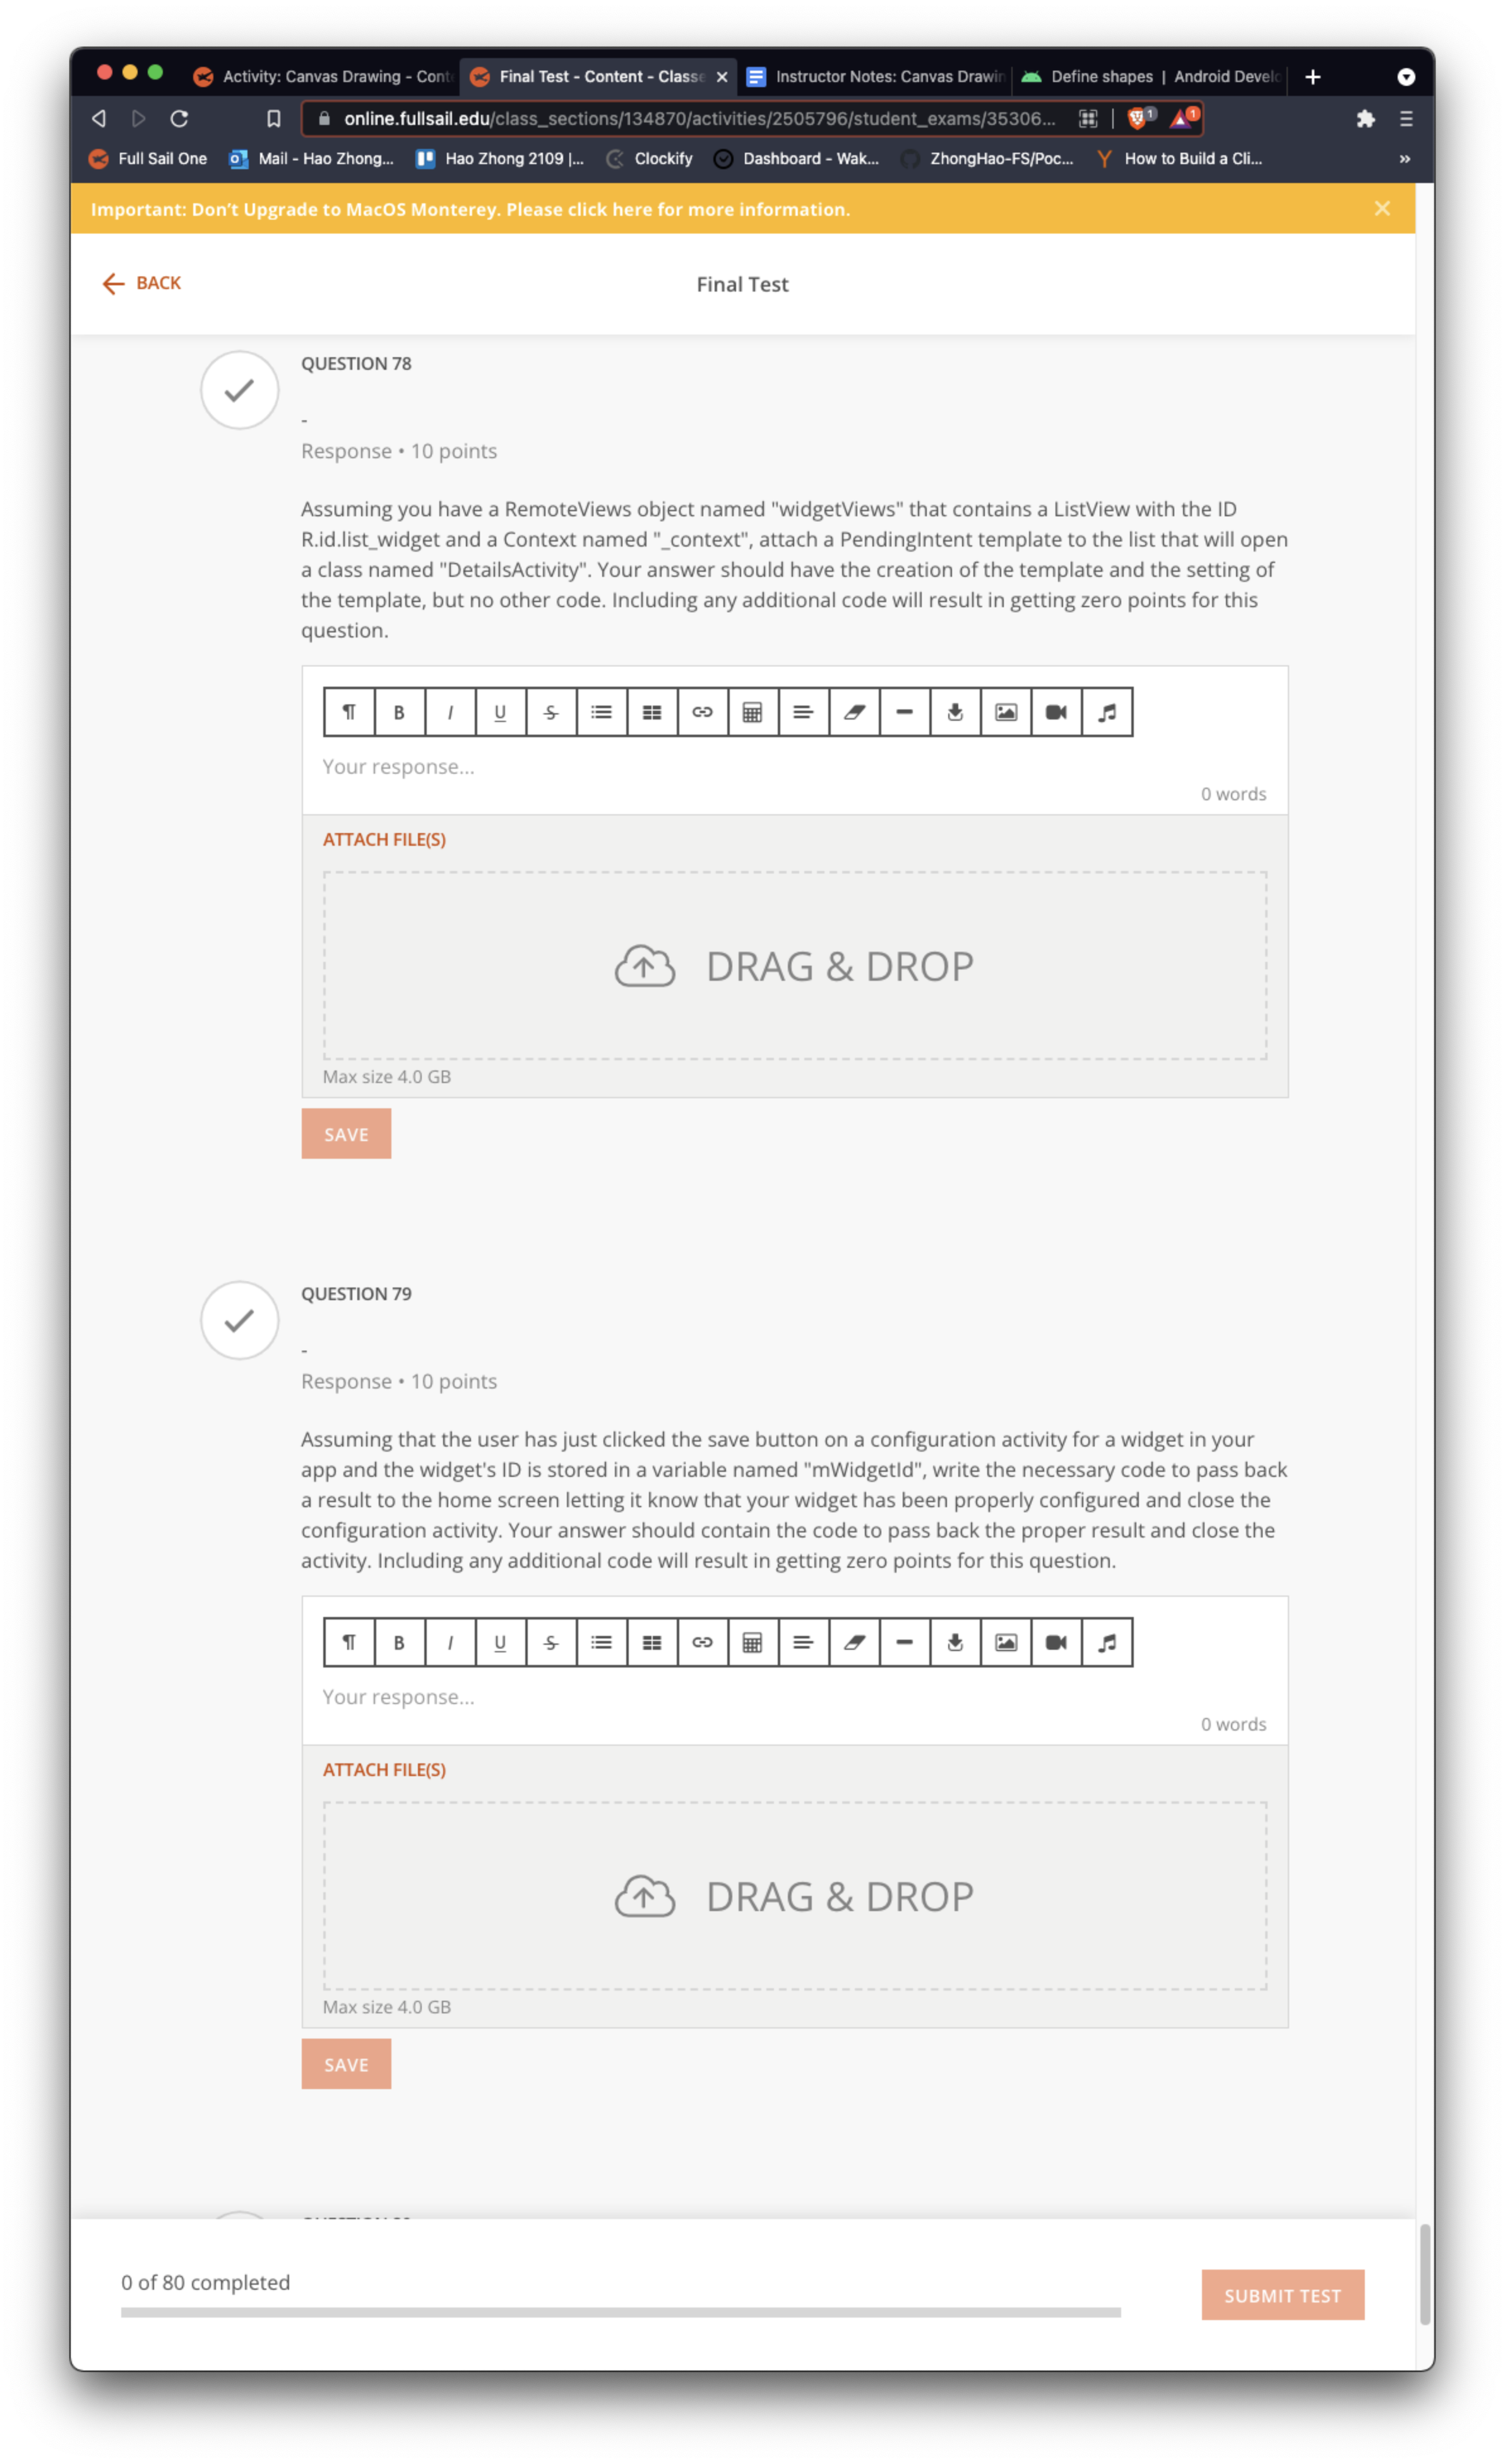 Activity: Canvas Drawing - Conte
Final Test - Content - Classe
Instructor Notes: Canvas Drawin
Define shapes | Android Develo
online.fullsail.edu/class_sections/134870/activities/2505796/student_exams/35306...
1
1
Full Sail One
Mail - Hao Zhong...
Hao Zhong 2109 |...
Clockify
Dashboard - Wak...
ZhongHao-FS/Poc...
How to Build a Cli...
»
Important: Don't Upgrade to MacOS Monterey. Please click here for more information.
BACK
Final Test
QUESTION 78
-
Response • 10 points
Assuming you have a RemoteViews object named "widgetViews" that contains a ListView with the ID
R.id.list_widget and a Context named "_context", attach a PendingIntent template to the list that will open
a class named "DetailsActivity". Your answer should have the creation of the template and the setting of
the template, but no other code. Including any additional code will result in getting zero points for this
question.
¶ B I U S
Your response...
0 words
ATTACH FILE(S)
DRAG & DROP
Max size 4.0 GB
SAVE
QUESTION 79
-
Response • 10 points
Assuming that the user has just clicked the save button on a configuration activity for a widget in your
app and the widget's ID is stored in a variable named "mWidgetId", write the necessary code to pass back
a result to the home screen letting it know that your widget has been properly configured and close the
configuration activity. Your answer should contain the code to pass back the proper result and close the
activity. Including any additional code will result in getting zero points for this question.
¶ B I U S
Your response...
0 words
ATTACH FILE(S)
DRAG & DROP
Max size 4.0 GB
SAVE
0 of 80 completed
SUBMIT TEST